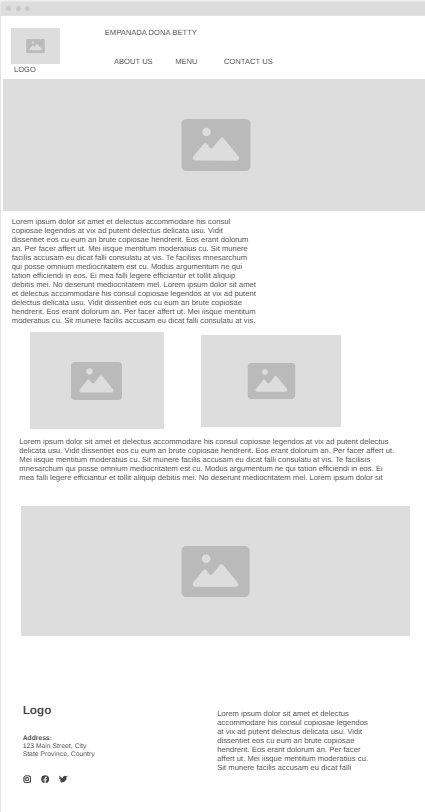 EMPANADA DONA BETTY
LOGO
ABOUT US MENU CONTACT US
Lorem ipsum dolor sit amet et delectus accommodare his consul
copiosae legendos at vix ad putent delectus delicata usu. Vidit
dissentiet eos cu eum an brute copiosae hendrerit. Eos erant dolorum
an. Per facer affert ut. Mei iisque mentitum moderatius cu. Sit munere
facilis accusam eu dicat falli consulatu at vis. Te facilisis mnesarchum
qui posse omnium mediocritatem est cu. Modus argumentum ne qui
tation efficiendi in eos. Ei mea falli legere efficiantur et tollit aliquip
debitis mei. No deserunt mediocritatem mel. Lorem ipsum dolor sit amet
et delectus accommodare his consul copiosae legendos at vix ad putent
delectus delicata usu. Vidit dissentiet eos cu eum an brute copiosae
hendrerit. Eos erant dolorum an. Per facer affert ut. Mei iisque mentitum
moderatius cu. Sit munere facilis accusam eu dicat falli consulatu at vis.
Lorem ipsum dolor sit amet et delectus accommodare his consul copiosae legendos at vix ad putent delectus
delicata usu. Vidit dissentiet eos cu eum an brute copiosae hendrerit. Eos erant dolorum an. Per facer affert ut.
Mei iisque mentitum moderatius cu. Sit munere facilis accusam eu dicat falli consulatu at vis. Te facilisis
mnesarchum qui posse omnium mediocritatem est cu. Modus argumentum ne qui tation efficiendi in eos. Ei
mea falli legere efficiantur et tollit aliquip debitis mei. No deserunt mediocritatem mel. Lorem ipsum dolor sit
Logo
Address:
123 Main Street, City
State Province, Country
Lorem ipsum dolor sit amet et delectus
accommodare his consul copiosae legendos
at vix ad putent delectus delicata usu. Vidit
dissentiet eos cu eum an brute copiosae
hendrerit. Eos erant dolorum an. Per facer
affert ut. Mei iisque mentitum moderatius cu.
Sit munere facilis accusam eu dicat falli